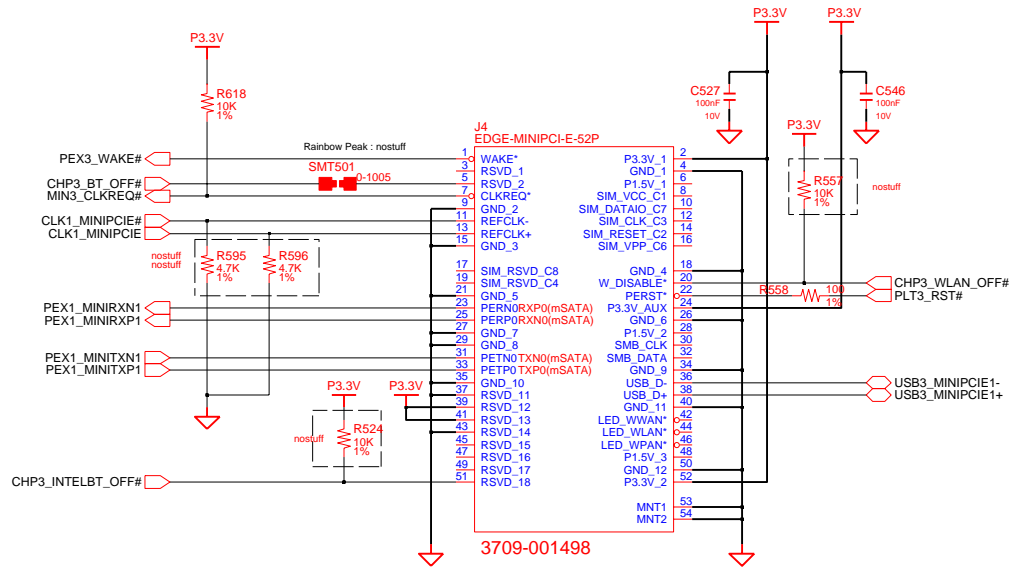 P3.3V
P3.3V
P3.3V
R618
10K
1%
C527
100nF
10V
C546
100nF
10V
P3.3V
R557
10K
1%
nostuff
J4
EDGE-MINIPCI-E-52P
Rainbow Peak : nostuff
SMT501
0-1005
PEX3_WAKE#
CHP3_BT_OFF#
MIN3_CLKREQ#
CLK1_MINIPCIE#
CLK1_MINIPCIE
nostuff
nostuff
R595
4.7K
1%
R596
4.7K
1%
PEX1_MINIRXN1
PEX1_MINIRXP1
PEX1_MINITXN1
PEX1_MINITXP1
P3.3V
P3.3V
nostuff
R524
10K
1%
CHP3_INTELBT_OFF#
1 WAKE*
3 RSVD_1
5 RSVD_2
7 CLKREQ*
9 GND_2
11 REFCLK-
13 REFCLK+
15 GND_3
17 SIM_RSVD_C8
19 SIM_RSVD_C4
21 GND_5
23 PERN0 RXP0(mSATA)
25 PERP0 RXN0(mSATA)
27 GND_7
29 GND_8
31 PETN0 TXN0(mSATA)
33 PETP0 TXP0(mSATA)
35 GND_10
37 RSVD_11
39 RSVD_12
41 RSVD_13
43 RSVD_14
45 RSVD_15
47 RSVD_16
49 RSVD_17
51 RSVD_18
P3.3V_1 2
GND_1 4
P1.5V_1 6
SIM_VCC_C1 8
SIM_DATAIO_C7 10
SIM_CLK_C3 12
SIM_RESET_C2 14
SIM_VPP_C6 16
GND_4 18
W_DISABLE* 20
PERST* 22
P3.3V_AUX 24
GND_6 26
P1.5V_2 28
SMB_CLK 30
SMB_DATA 32
GND_9 34
USB_D- 36
USB_D+ 38
GND_11 40
LED_WWAN* 42
LED_WLAN* 44
LED_WPAN* 46
P1.5V_3 48
GND_12 50
P3.3V_2 52
MNT1 53
MNT2 54
R558
100
1%
CHP3_WLAN_OFF#
PLT3_RST#
USB3_MINIPCIE1-
USB3_MINIPCIE1+
3709-001498